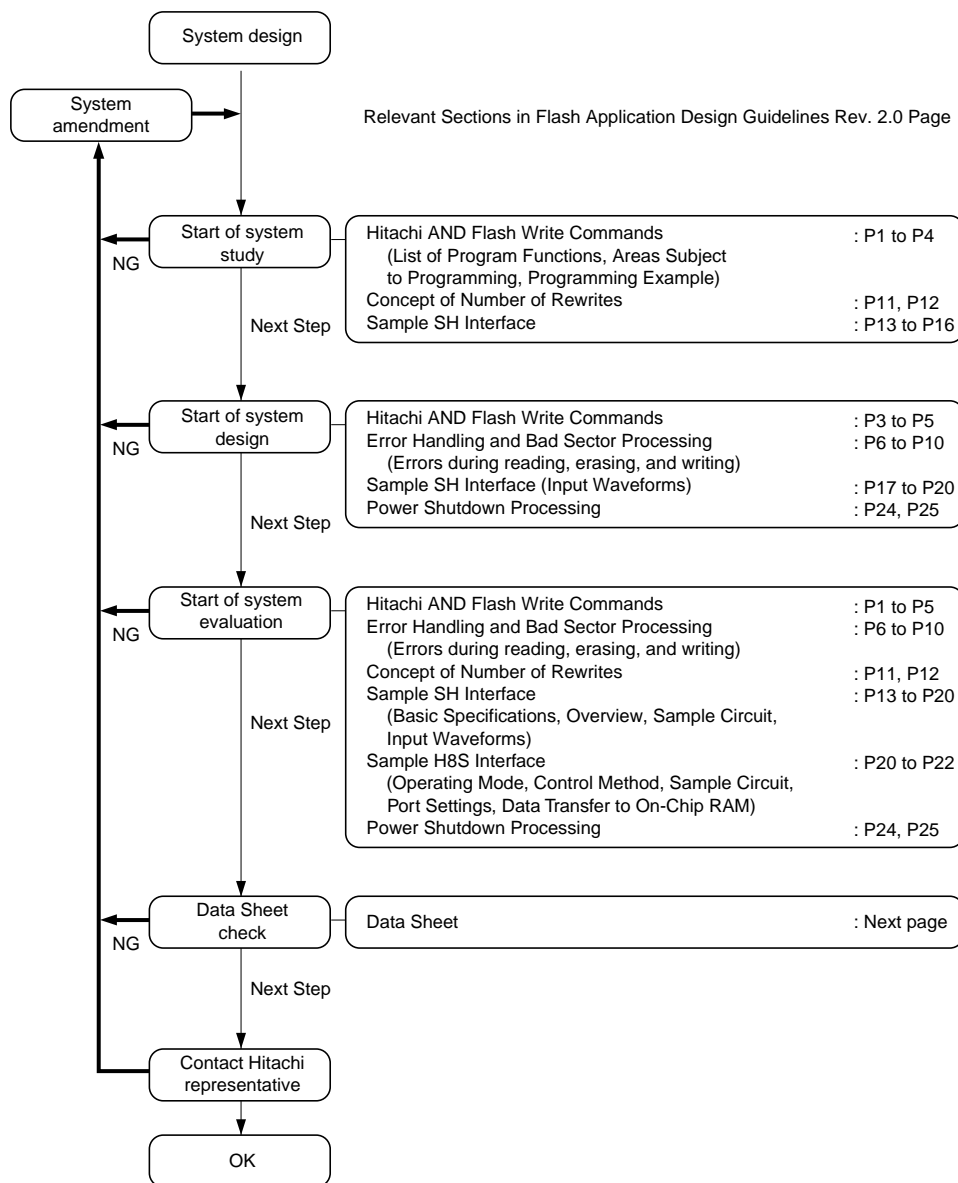 System design
System
amendment
Relevant Sections in Flash Application Design Guidelines Rev. 2.0 Page
Start of system
study
NG
Hitachi AND Flash Write Commands : P1 to P4
(List of Program Functions, Areas Subject
to Programming, Programming Example)
Concept of Number of Rewrites : P11, P12
Sample SH Interface : P13 to P16
Next Step
Start of system
design
NG
Hitachi AND Flash Write Commands : P3 to P5
Error Handling and Bad Sector Processing : P6 to P10
(Errors during reading, erasing, and writing)
Sample SH Interface (Input Waveforms) : P17 to P20
Power Shutdown Processing : P24, P25
Next Step
Start of system
evaluation
NG
Hitachi AND Flash Write Commands : P1 to P5
Error Handling and Bad Sector Processing : P6 to P10
(Errors during reading, erasing, and writing)
Concept of Number of Rewrites : P11, P12
Sample SH Interface : P13 to P20
(Basic Specifications, Overview, Sample Circuit,
Input Waveforms)
Sample H8S Interface : P20 to P22
(Operating Mode, Control Method, Sample Circuit,
Port Settings, Data Transfer to On-Chip RAM)
Power Shutdown Processing : P24, P25
Next Step
Data Sheet
check
NG
Data Sheet : Next page
Next Step
Contact Hitachi
representative
OK